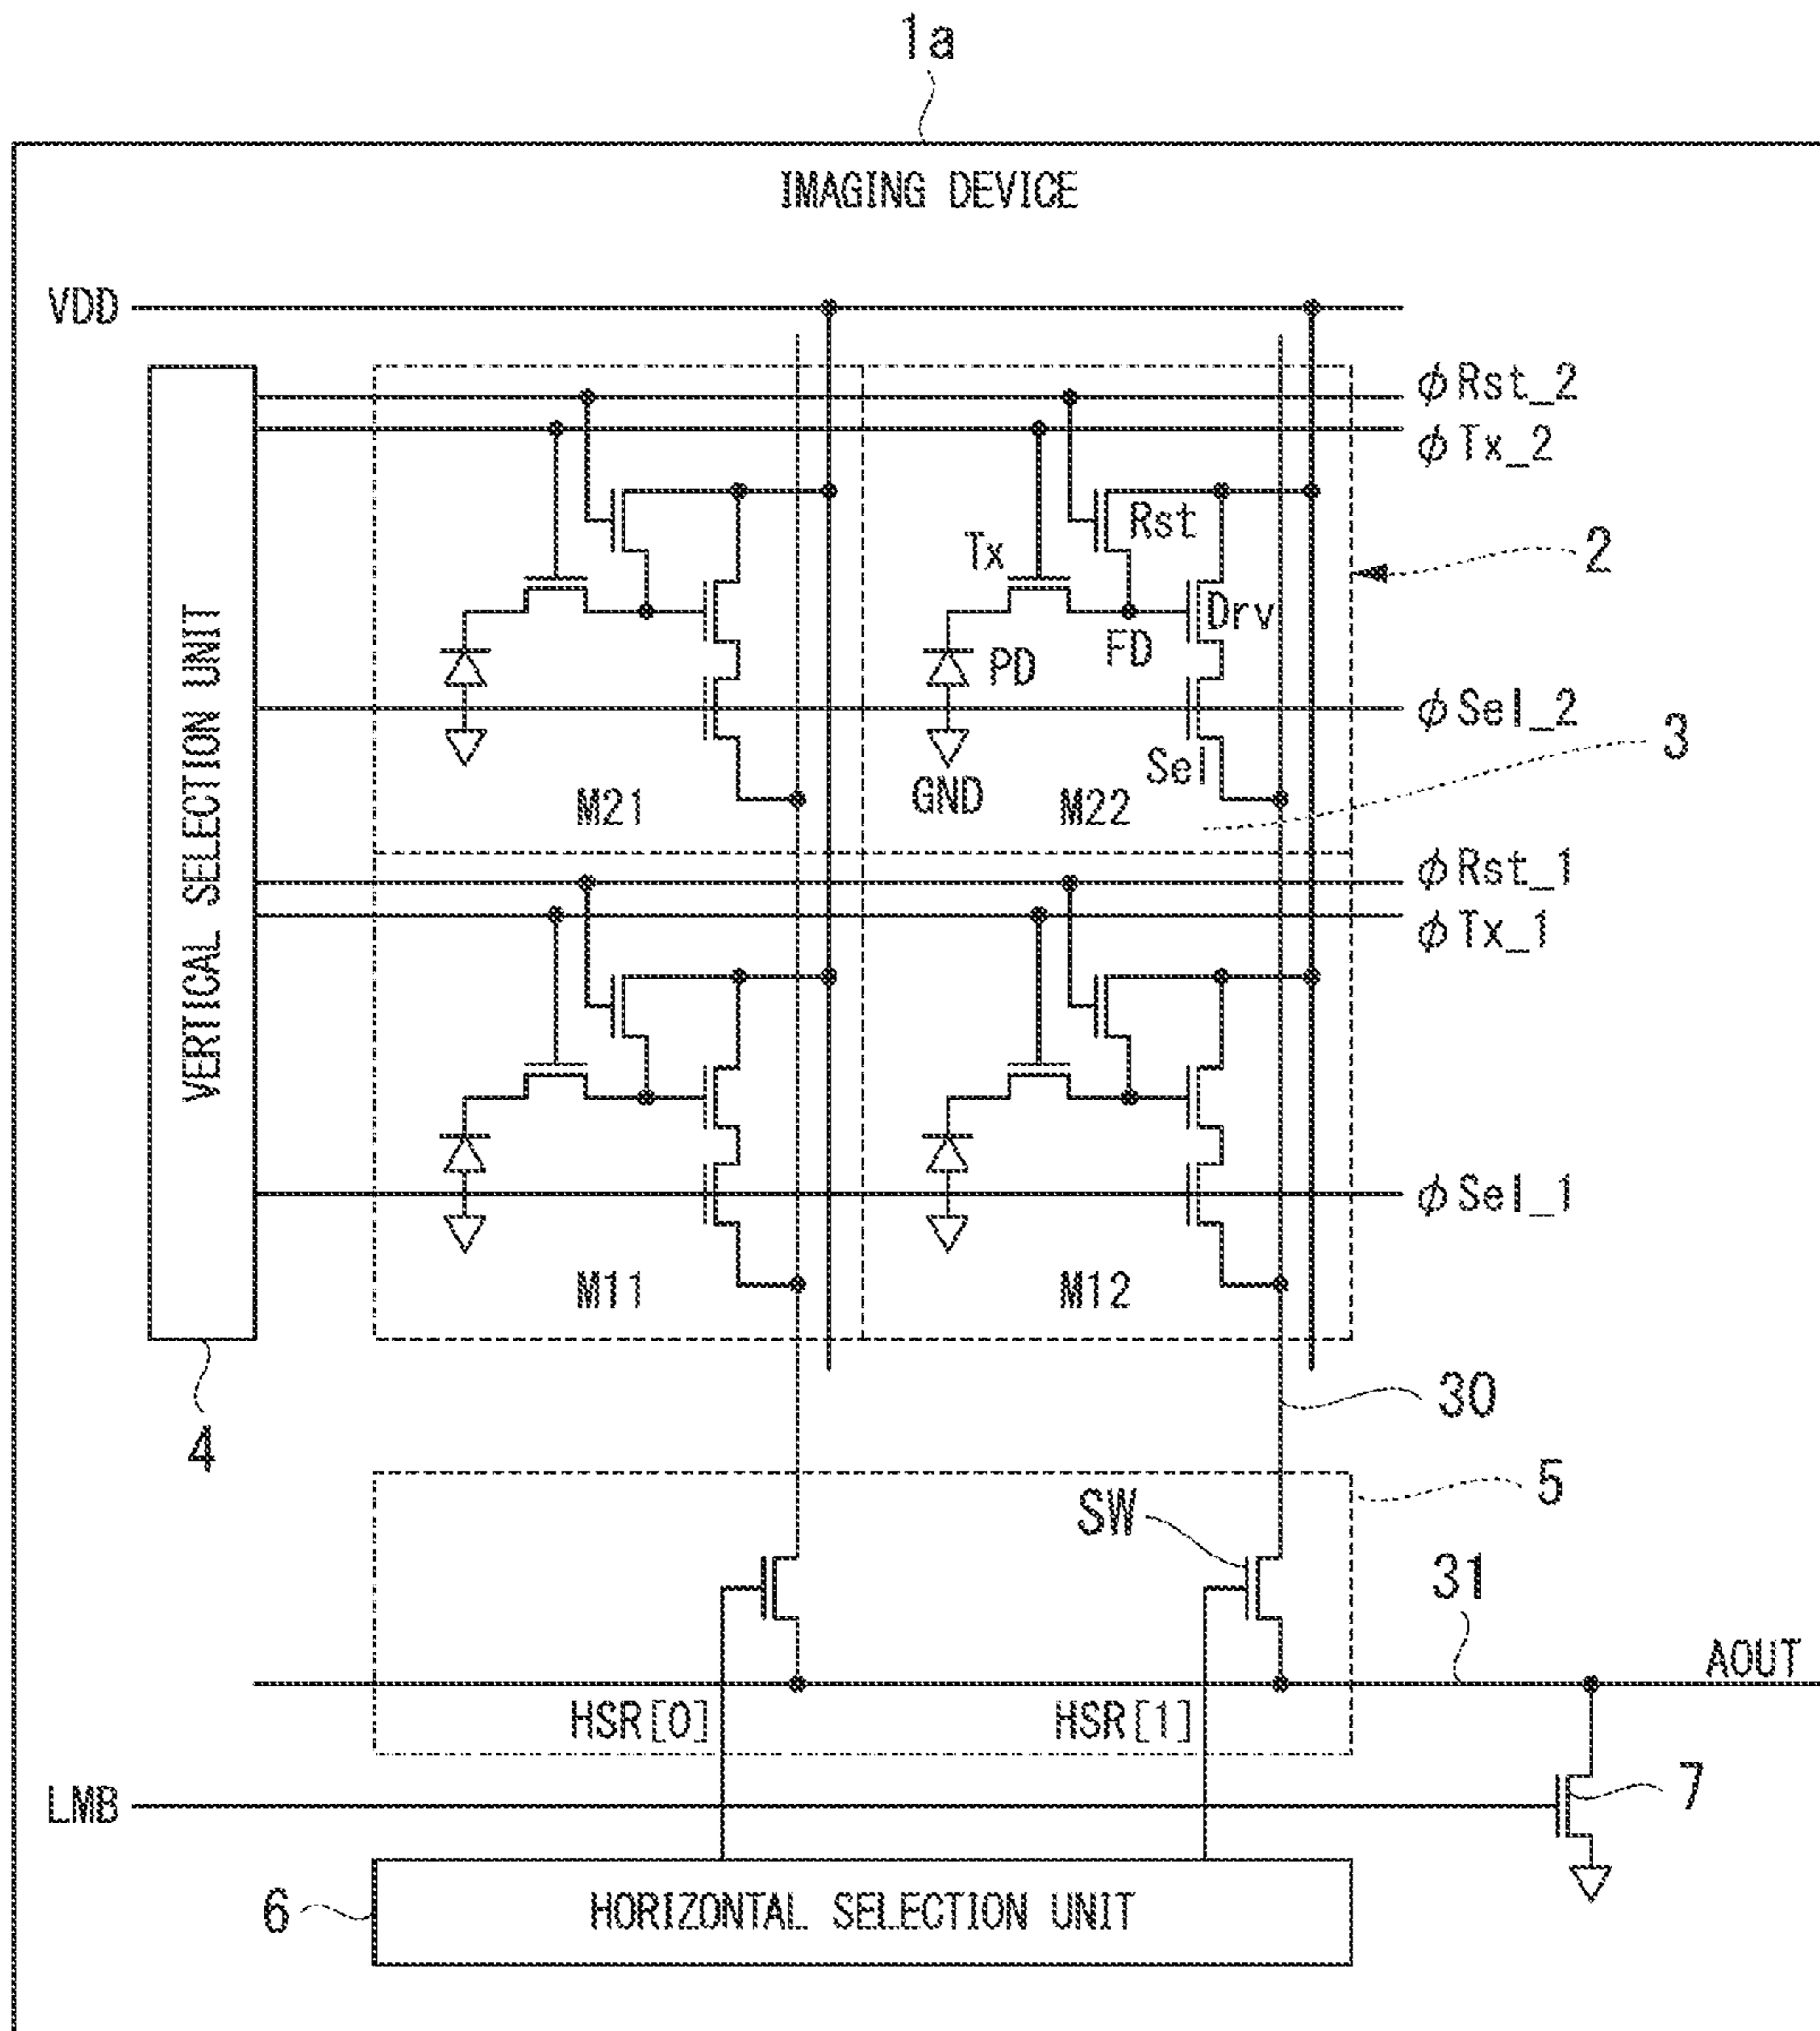 1a
IMAGING DEVICE
VDD
ϕRst_2
ϕTx_2
Rst
Tx
2
Drv
FD
PD
ϕSel_2
3
Sel
GND
M21
M22
VERTICAL SELECTION UNIT
ϕRst_1
ϕTx_1
ϕSel_1
M11
M12
30
4
5
SW
31
AOUT
HSR[0]
HSR[1]
LMB
7
6
HORIZONTAL SELECTION UNIT